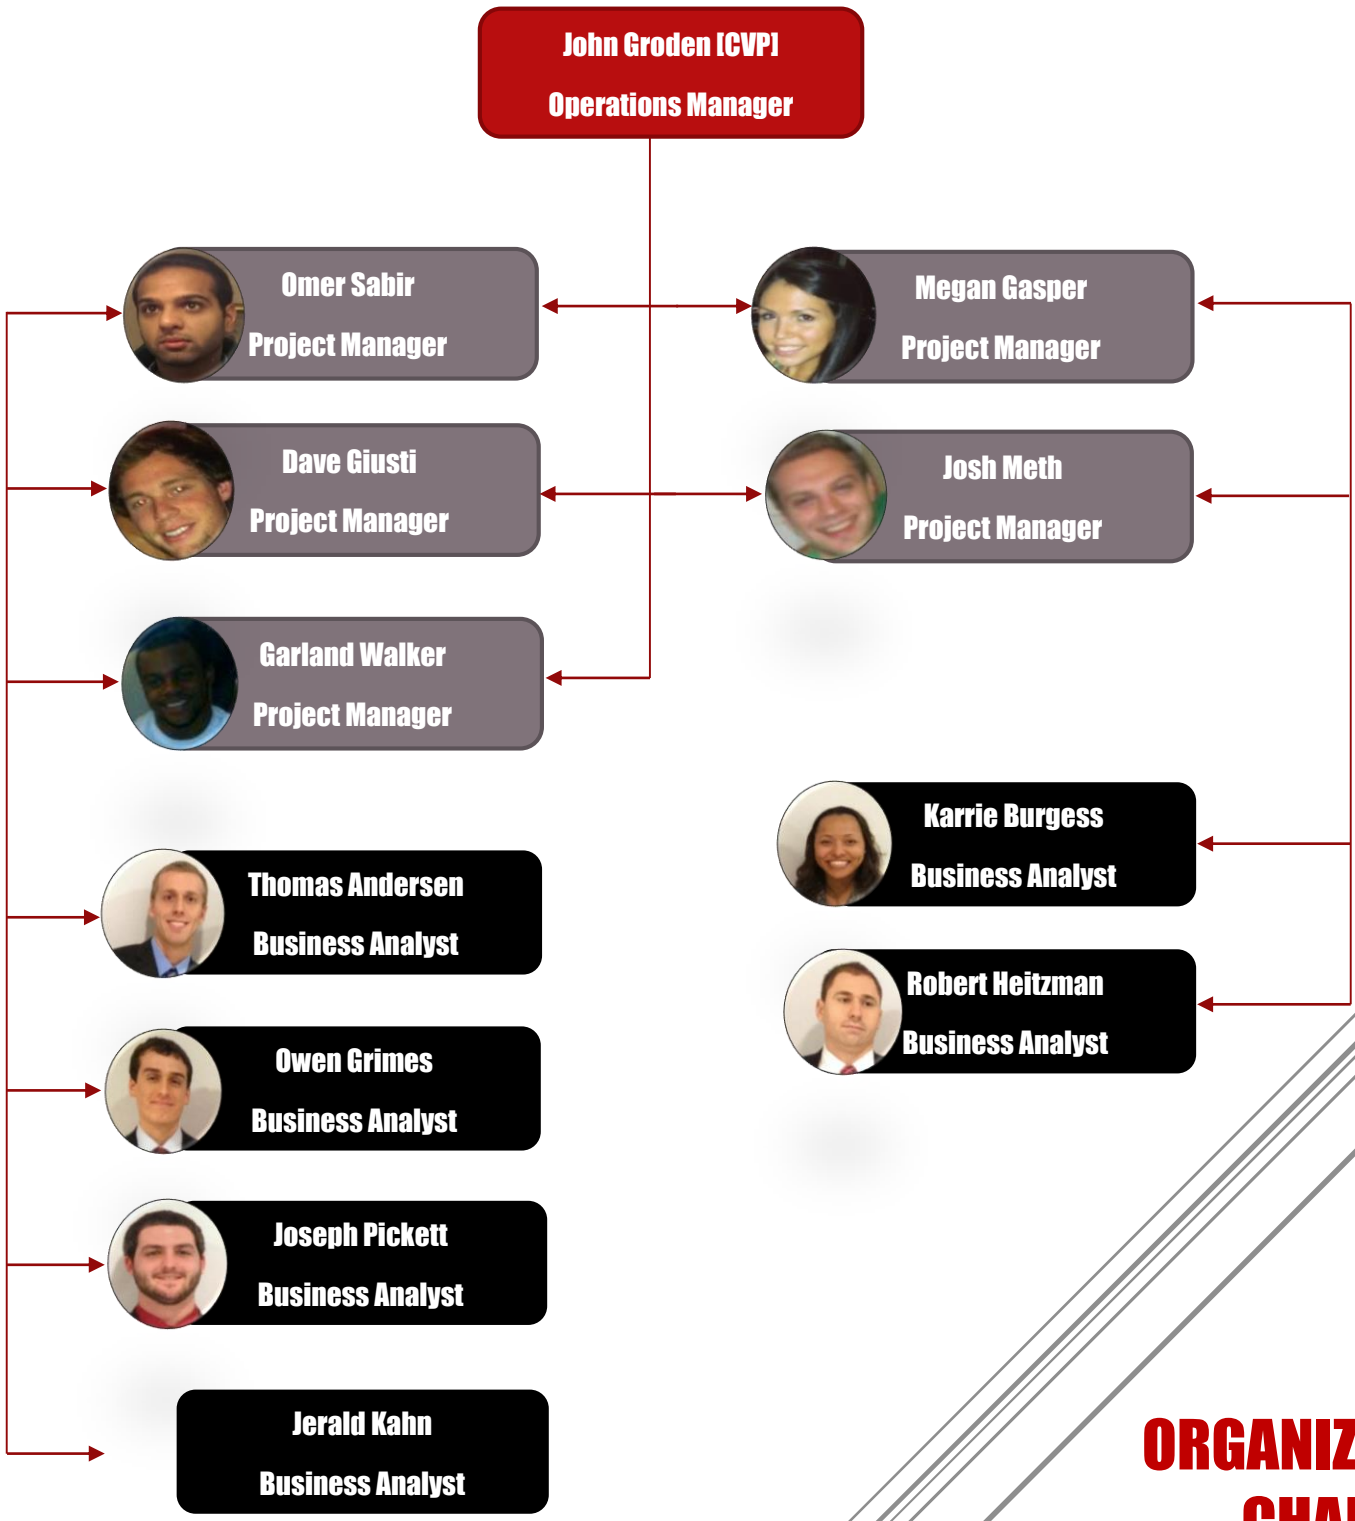 John Groden [CVP]
Operations Manager
Omer Sabir
Project Manager
Megan Gasper
Project Manager
Dave Giusti
Project Manager
Josh Meth
Project Manager
Garland Walker
Project Manager
Karrie Burgess
Business Analyst
Thomas Andersen
Business Analyst
Robert Heitzman
Business Analyst
Owen Grimes
Business Analyst
Joseph Pickett
Business Analyst
Jerald Kahn
Business Analyst
ORGANIZ
CHA